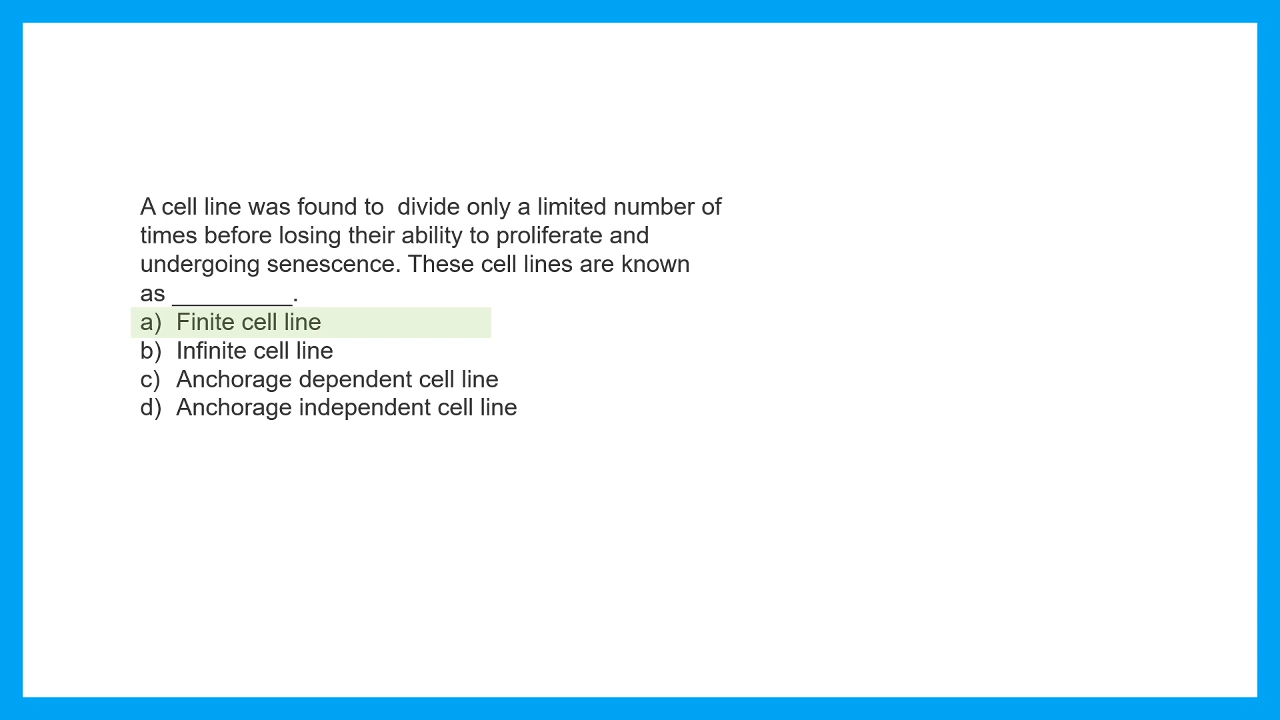 A cell line was found to  divide only a limited number of
times before losing their ability to proliferate and
undergoing senescence. These cell lines are known
as _________.
a) Finite cell line
b) Infinite cell line
c) Anchorage dependent cell line
d) Anchorage independent cell line